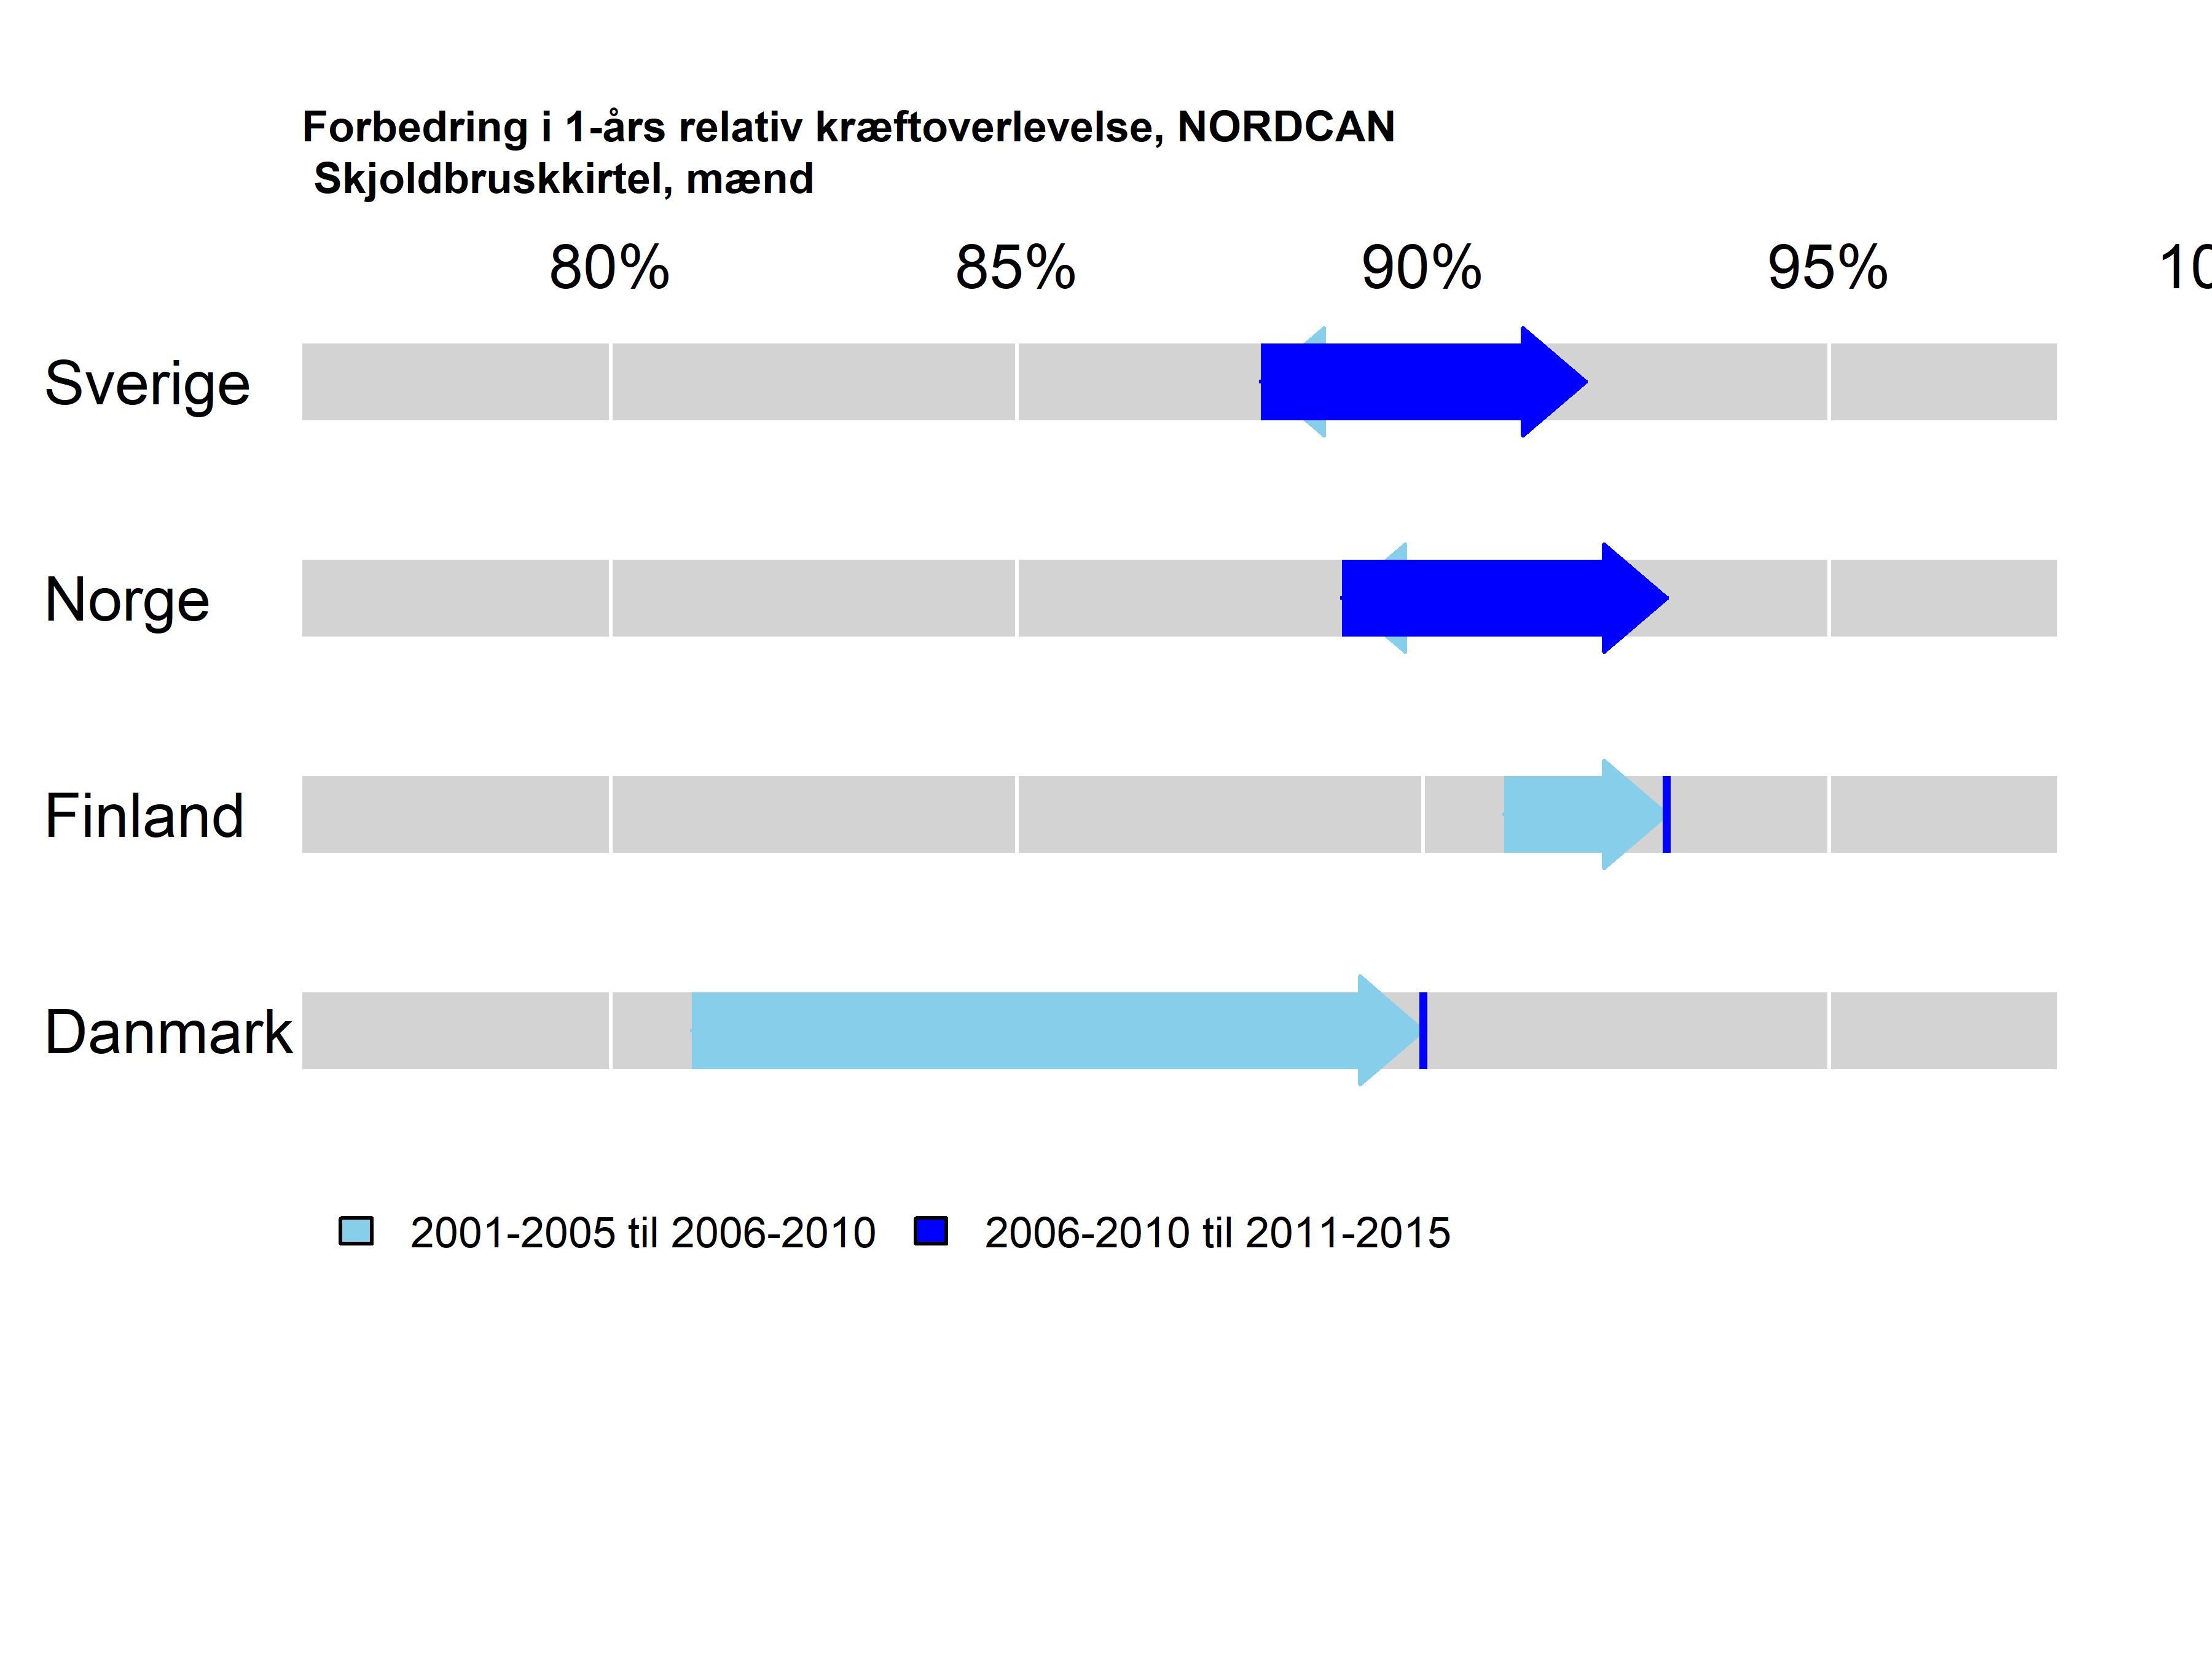 Forbedring i 1-års relativ kræftoverlevelse, NORDCAN
Skjoldbruskkirtel, mænd
80% 85% 90% 95% 10
Sverige
Norge
Finland
Danmark
2001-2005 til 2006-2010 2006-2010 til 2011-2015